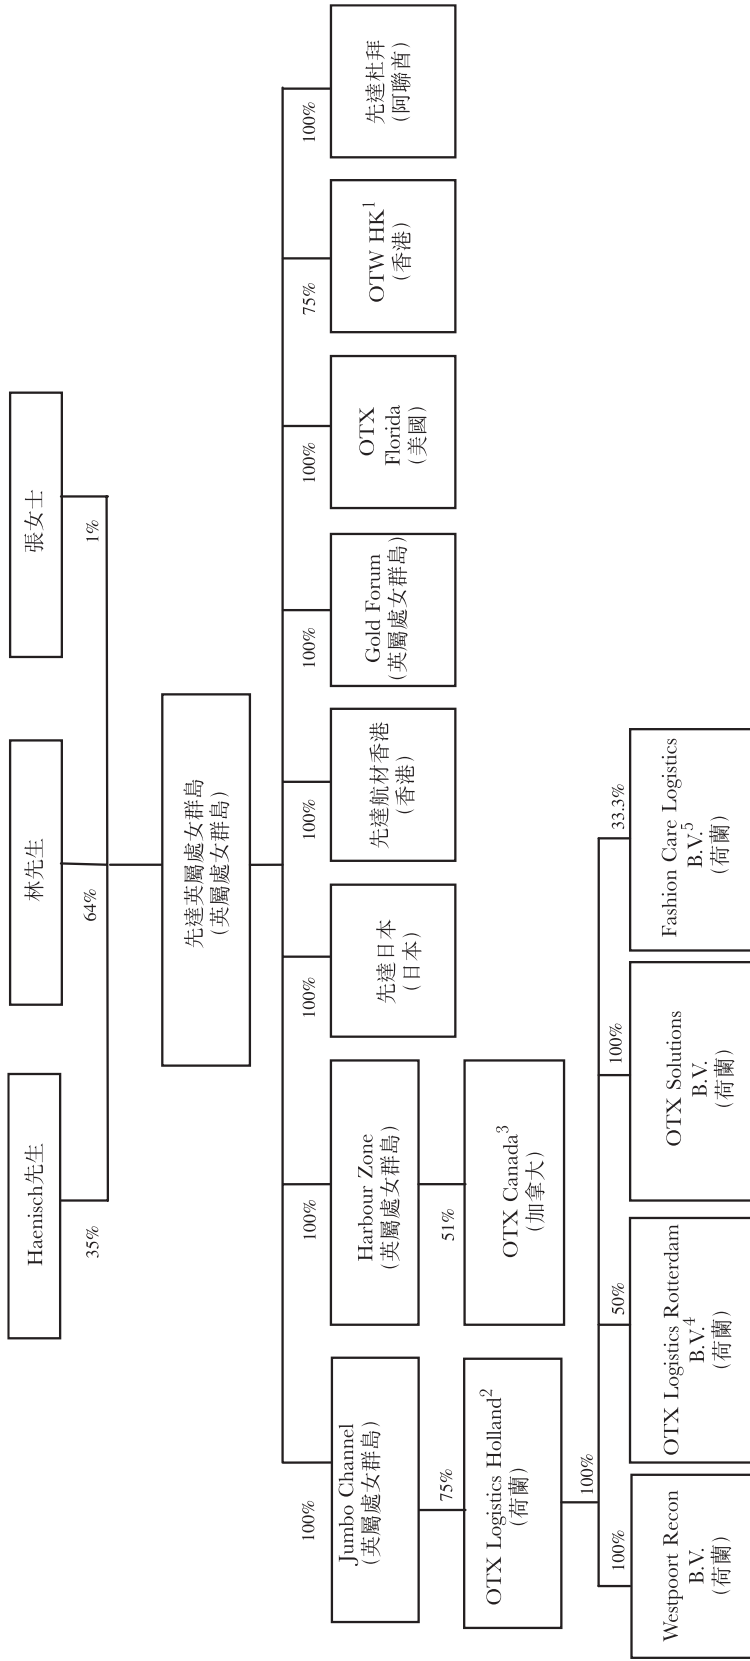 Haenisch先生
林先生
張女士
35%
64%
1%
先達英屬處女群島
(英屬處女群島)
100%
100%
100%
100%
100%
100%
75%
100%
Jumbo Channel
(英屬處女群島)
Harbour Zone
(英屬處女群島)
先達日本
(日本)
先達航材香港
(香港)
Gold Forum
(英屬處女群島)
OTX
Florida
(美國)
OTW HK1
(香港)
先達杜拜
(阿聯酋)
75%
51%
OTX Logistics Holland2
(荷蘭)
OTX Canada3
(加拿大)
100%
100%
50%
100%
33.3%
Westpoort Recon
B.V.
(荷蘭)
OTX Logistics Rotterdam
B.V.4
(荷蘭)
OTX Solutions
B.V.
(荷蘭)
Fashion Care Logistics
B.V.5
(荷蘭)